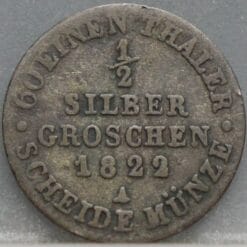 60 EINEN THALER
1/2
SILBER
GROSCHEN
1822
A
SCHEIDE MÜNZE